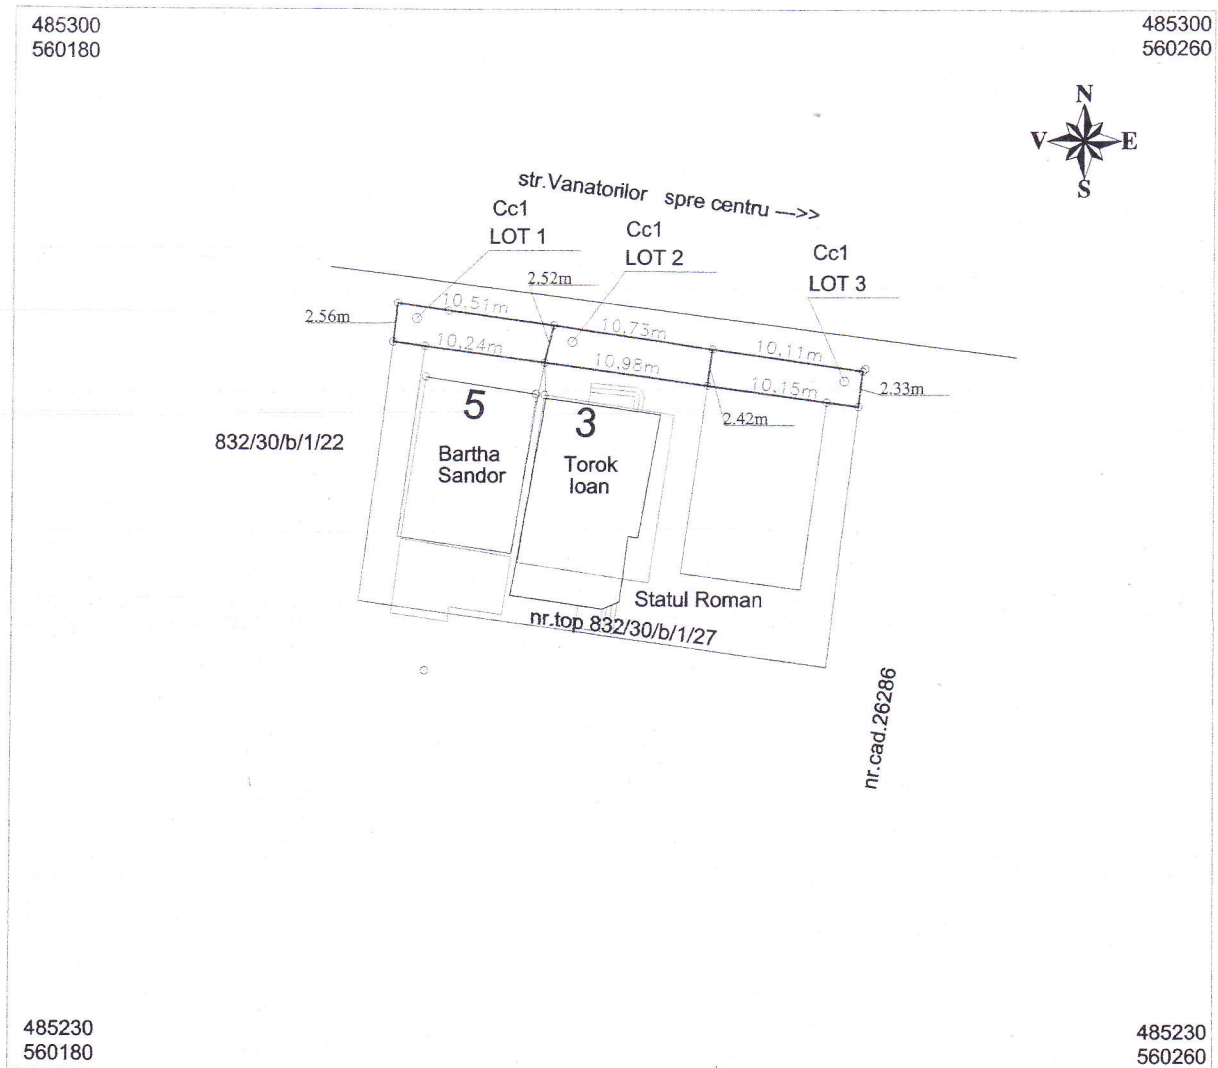 485300
560180
485300
560260
N
V
E
S
str.Vanatorilor spre centru --->>
Cc1
LOT 1
Cc1
LOT 2
Cc1
LOT 3
2.52m
2.56m
10.51m
10.73m
10.11m
10.24m
10.98m
10.15m
2.33m
2.42m
832/30/b/1/22
5
Bartha
Sandor
3
Torok
Ioan
Statul Roman
nr.top 832/30/b/1/27
nr.cad.26286
485230
560180
485230
560260